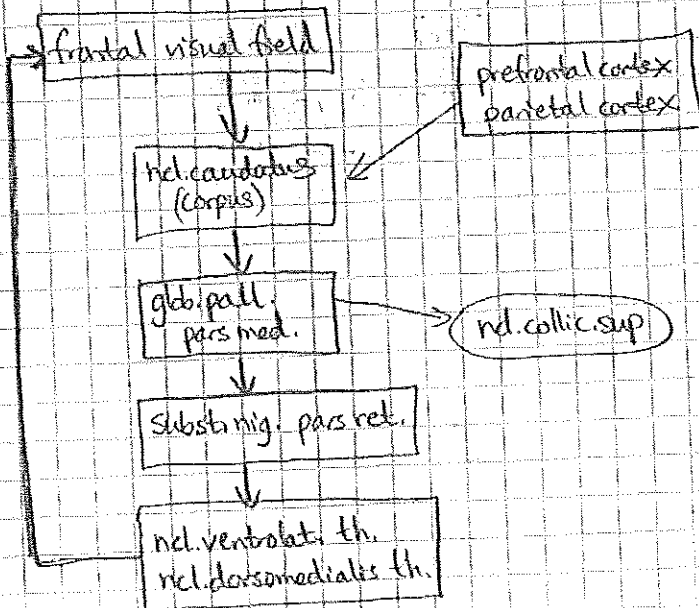 frontal visual field
prefrontal cortex
parietal cortex
ncl.caudatus
(corpus)
glob.pall.
pars med.
ncl.collic.sup
subst.nig. pars ret.
ncl.ventrolat. th.
ncl.dorsomedialis th.